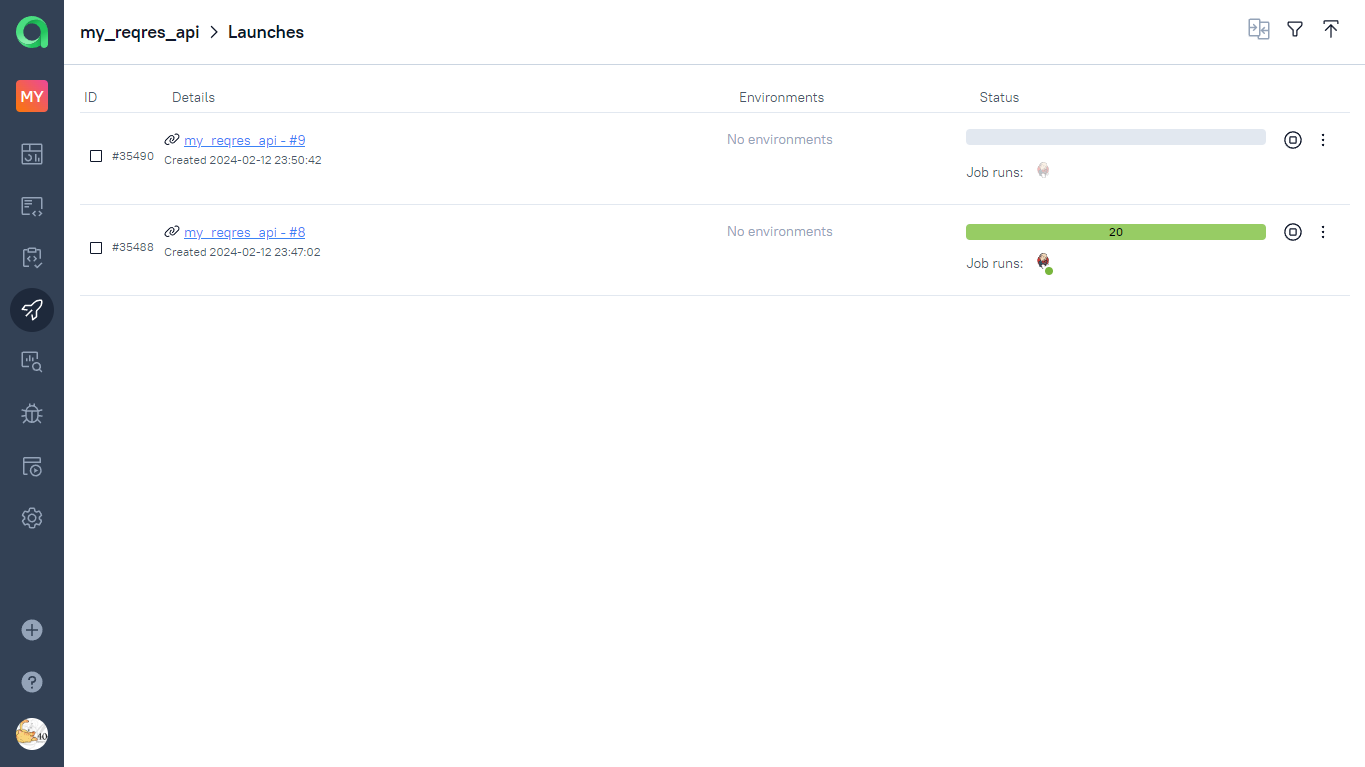 my_reqres_api > Launches
MY
ID Details Environments Status
my_reqres_api - #9 No environments
#35490
Created 2024-02-12 23:50:42
Job runs:
my_reqres_api - #8 No environments 20
#35488
Created 2024-02-12 23:47:02
Job runs:
?
40